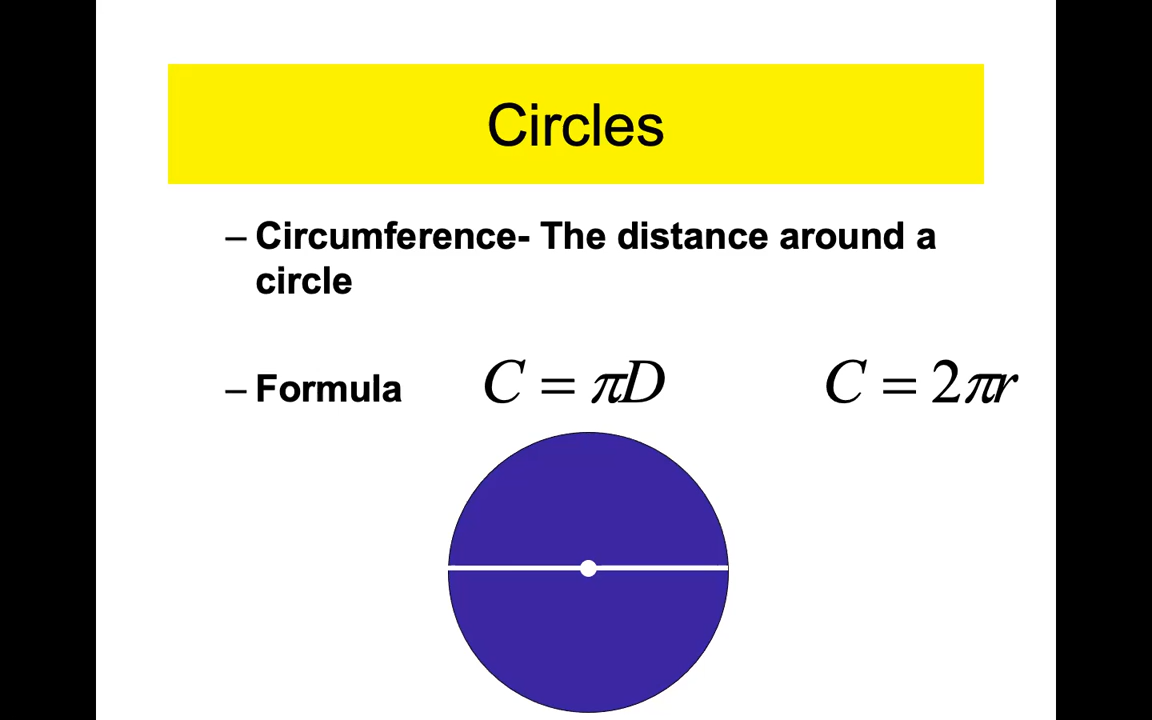 Circles
– Circumference- The distance around a
circle
– Formula C = πD C = 2πr